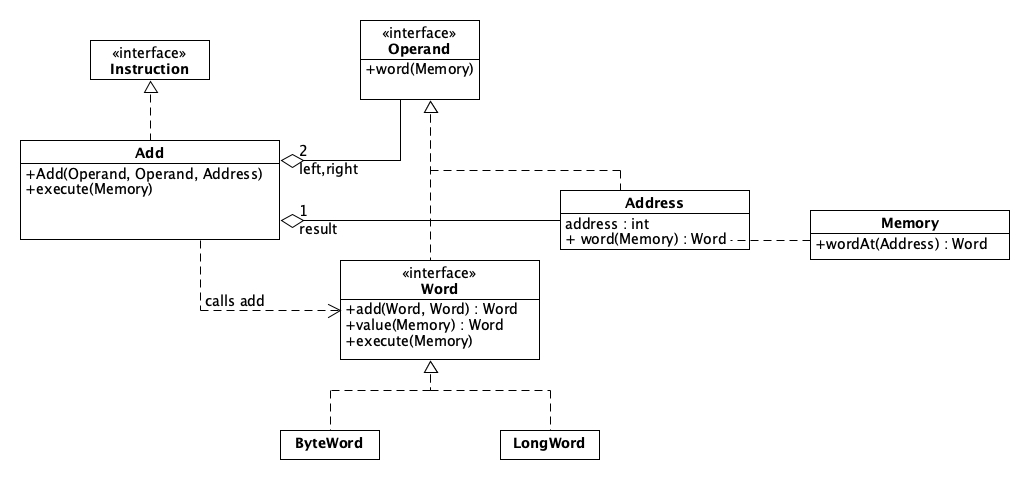 «interface»
Operand
+word(Memory)
«interface»
Instruction
Add
+Add(Operand, Operand, Address)
+execute(Memory)
2
left,right
1
result
Address
address : int
+ word(Memory) : Word
Memory
+wordAt(Address) : Word
calls add
«interface»
Word
+add(Word, Word) : Word
+value(Memory) : Word
+execute(Memory)
ByteWord
LongWord